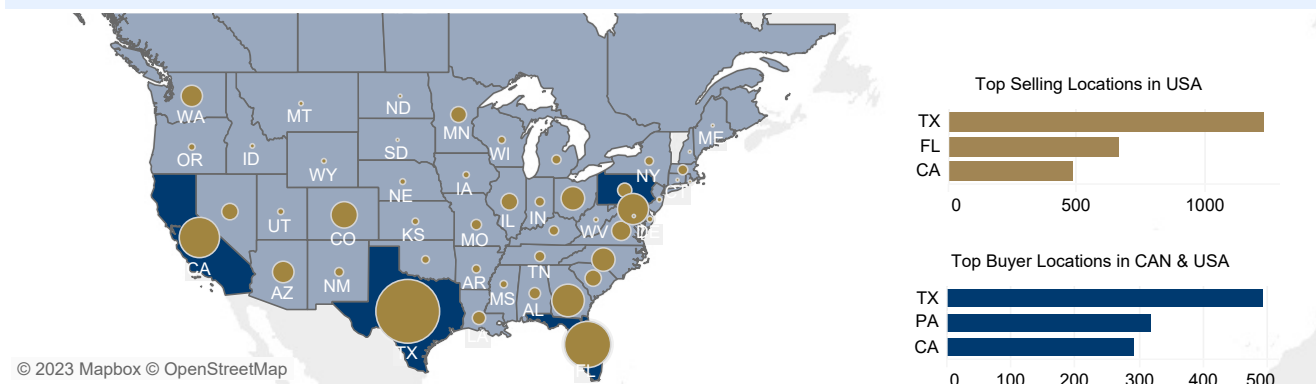 WA
MT
ND
MN
OR
ID
SD
WI
ME
WY
NY
IA
NE
UT
CO
KS
MO
IL
IN
WV
DE
CA
AZ
NM
AR
TN
MS
AL
LA
TX
FL
© 2023 Mapbox © OpenStreetMap
Top Selling Locations in USA
TX
FL
CA
0 500 1000
Top Buyer Locations in CAN & USA
TX
PA
CA
0 100 200 300 400 500